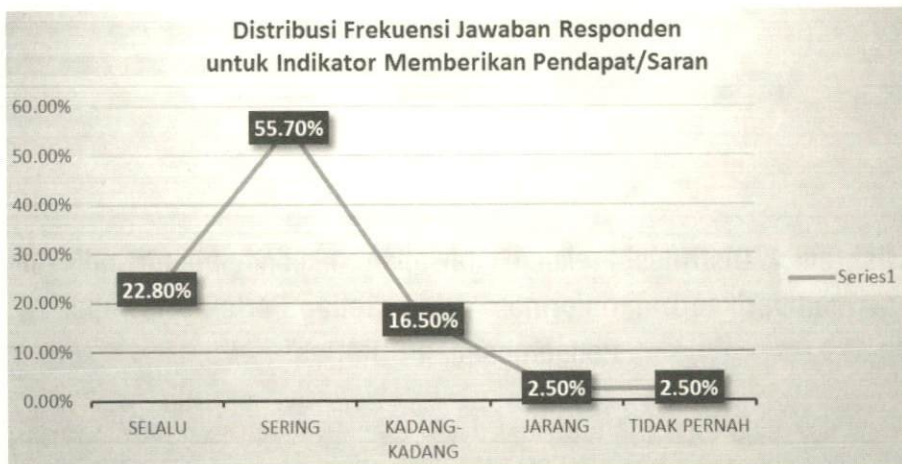 Distribusi Frekuensi Jawaban Responden
untuk Indikator Memberikan Pendapat/Saran
60.00%
50.00%
40.00%
30.00%
20.00%
10.00%
0.00%
22.80%
55.70%
16.50%
2.50%
2.50%
SELALU
SERING
KADANG-
KADANG
JARANG
TIDAK PERNAH
Series1